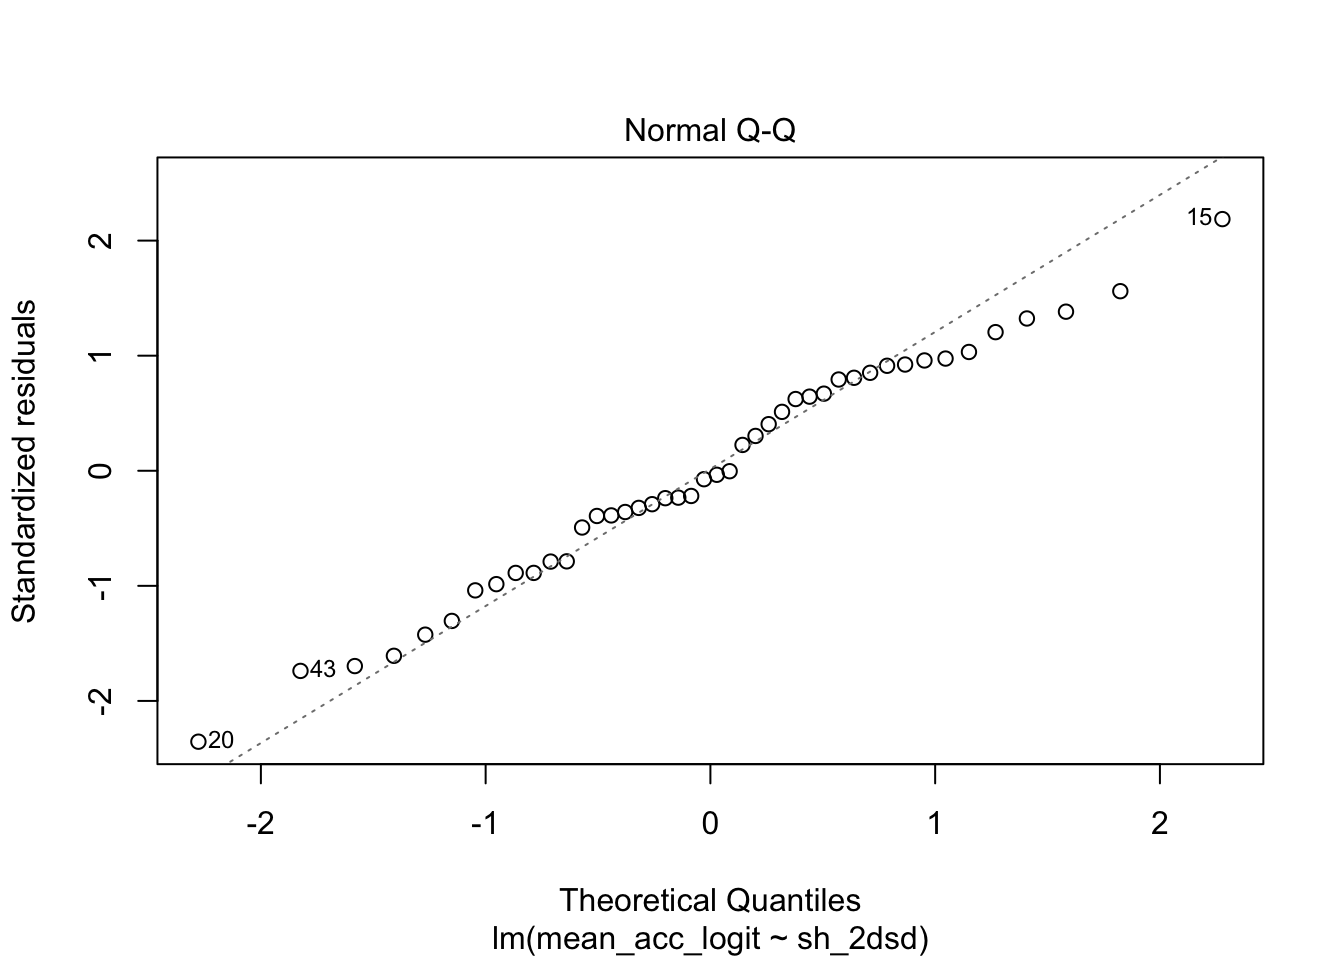 Normal Q-Q
Standardized residuals
2
1
0
-1
-2
15
43
20
-2 -1 0 1 2
Theoretical Quantiles
lm(mean_acc_logit ~ sh_2dsd)